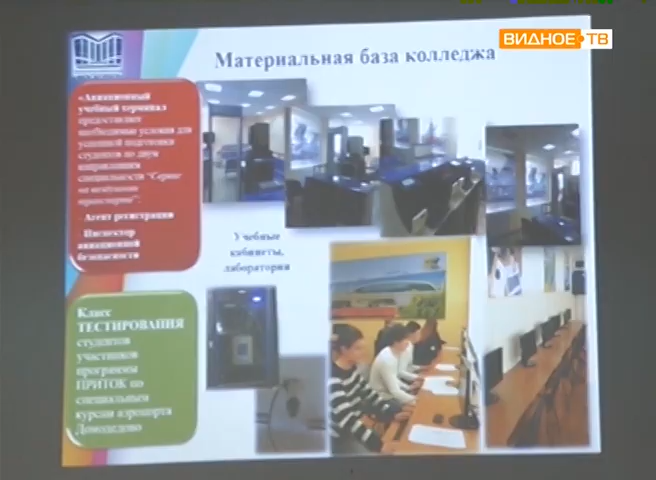 ВИДНОЕ ТВ
Материальная база колледжа
«Авиационный
учебный терминал
предоставляет
необходимые условия для
успешной подготовки
студентов по двум
направлениям
специальности "Сервис
на воздушном
транспорте":
- Агент регистрации
- Инспектор
авиационной
безопасности
Учебные
кабинеты,
лаборатории
Класс
ТЕСТИРОВАНИЯ
студентов
участников
программы
ПРИТОК по
специальным
курсам аэропорта
Домодедово